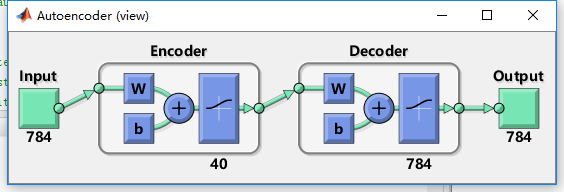 Autoencoder (view)
Encoder
Decoder
Input
Output
W
b
+
W
b
+
784
40
784
784